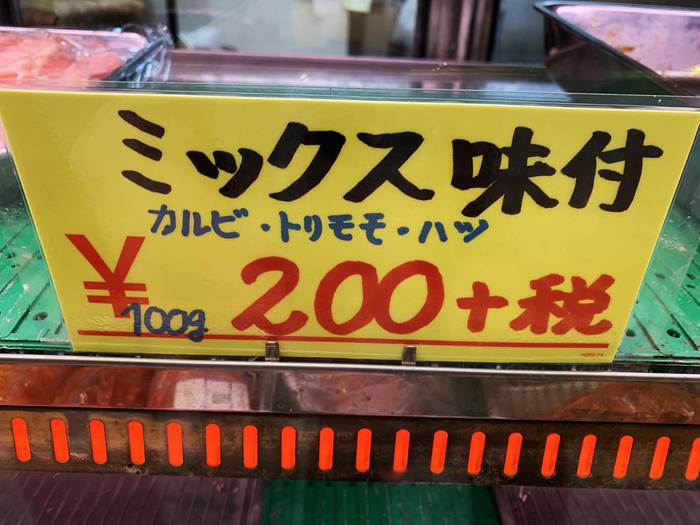 ミックス味付
カルビ・トリモモ・ハツ
¥100g 200+税